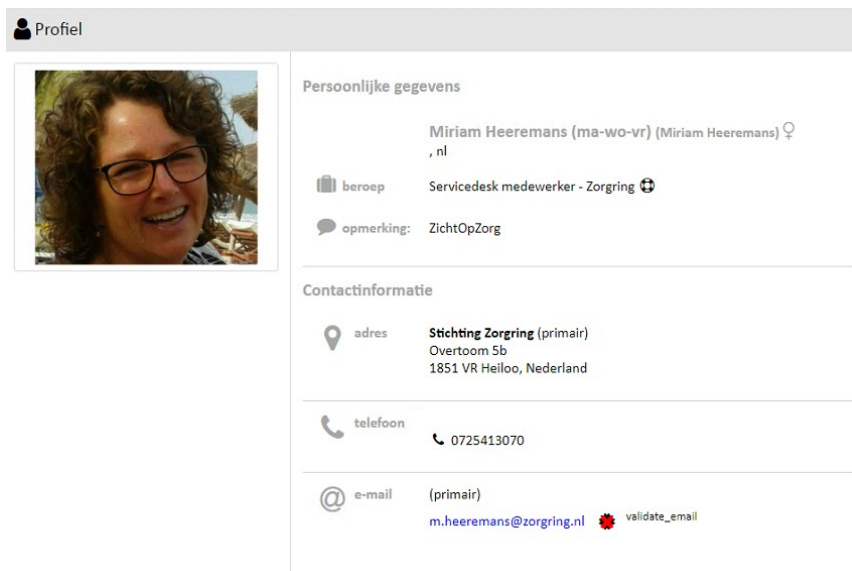 Profiel
Persoonlijke gegevens
Miriam Heeremans (ma-wo-vr) (Miriam Heeremans) ♀
, nl
beroep Servicedesk medewerker - Zorgring
opmerking: ZichtOpZorg
Contactinformatie
adres Stichting Zorgring (primair)
Overtoom 5b
1851 VR Heiloo, Nederland
telefoon
0725413070
@ e-mail (primair)
m.heeremans@zorgring.nl validate_email